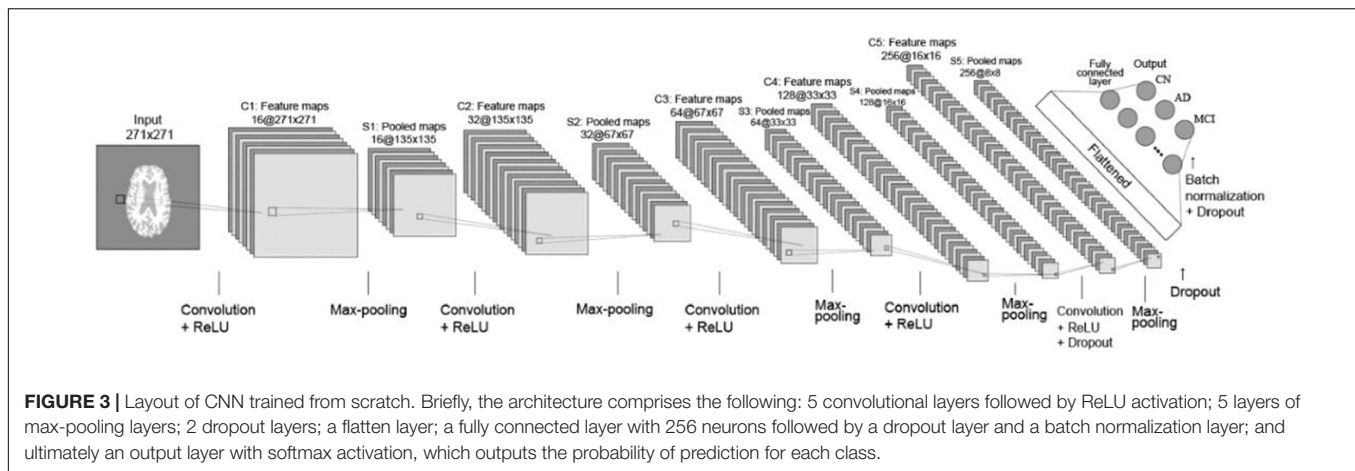 Input
271x271
C1: Feature maps
16@271x271
S1: Pooled maps
16@135x135
C2: Feature maps
32@135x135
S2: Pooled maps
32@67x67
C3: Feature maps
64@67x67
S3: Pooled maps
64@33x33
C4: Feature maps
128@33x33
S4: Pooled maps
128@16x16
C5: Feature maps
256@16x16
S5: Pooled maps
256@8x8
Flattened
Fully
connected
layer
Output
CN
AD
MCI
...
Batch
normalization
+ Dropout
Dropout
Convolution
+ ReLU
Max-pooling
Convolution
+ ReLU
Max-pooling
Convolution
+ ReLU
Max-
pooling
Convolution
+ ReLU
Max-
pooling
Convolution
+ ReLU
+ Dropout
Max-
pooling
FIGURE 3 | Layout of CNN trained from scratch. Briefly, the architecture comprises the following: 5 convolutional layers followed by ReLU activation; 5 layers of
max-pooling layers; 2 dropout layers; a flatten layer; a fully connected layer with 256 neurons followed by a dropout layer and a batch normalization layer; and
ultimately an output layer with softmax activation, which outputs the probability of prediction for each class.